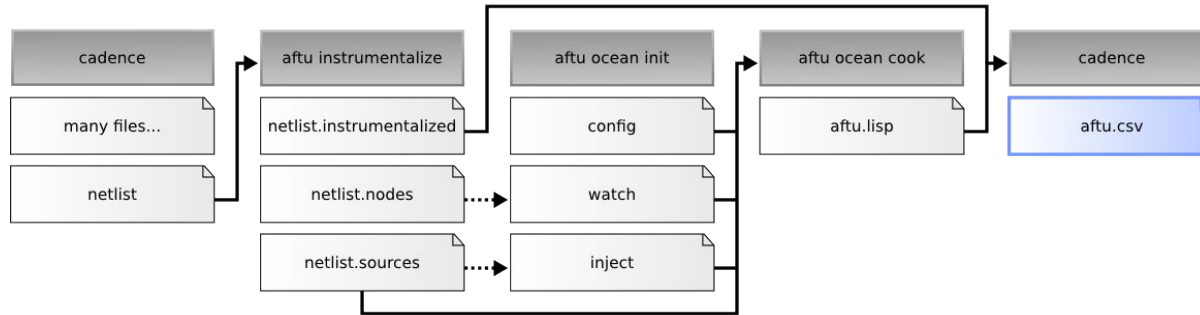 cadence
many files...
netlist
aftu instrumentalize
netlist.instrumentalized
netlist.nodes
netlist.sources
aftu ocean init
config
watch
inject
aftu ocean cook
aftu.lisp
cadence
aftu.csv